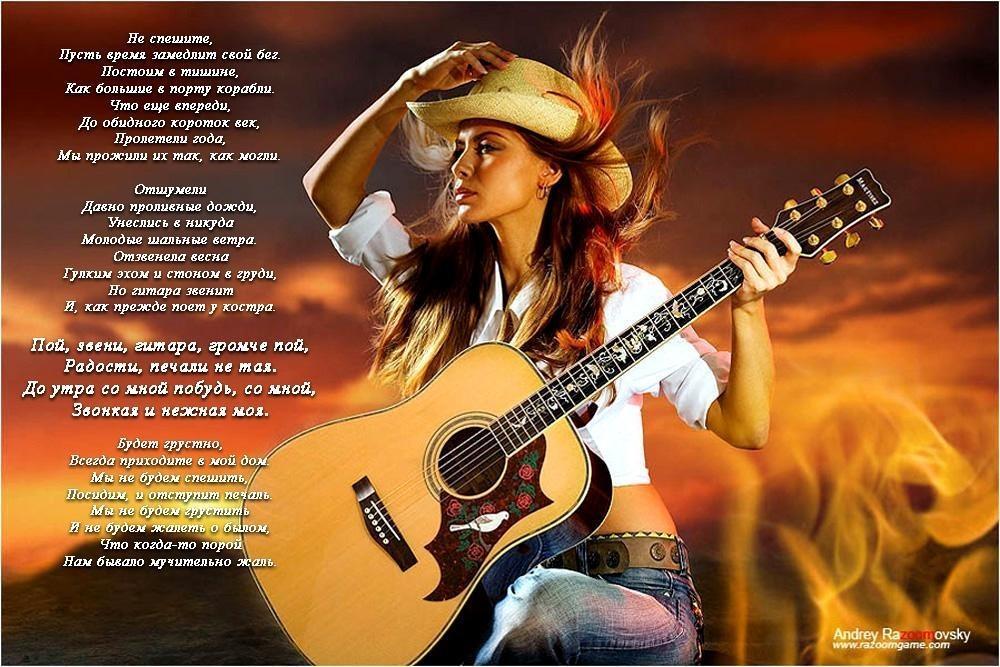 Не спешите,
Пусть время замедлит свой бег.
Постоим в тишине,
Как большие в порту корабли.
Что еще впереди,
До обидного короток век,
Пролетели года,
Мы прожили их так, как могли.
Отшумели
Давно проливные дожди,
Унеслись в никуда
Молодые шальные ветра.
Отзвенела весна
Гулким эхом и стоном в груди,
Но гитара звенит
И, как прежде поет у костра.
Пой, звени, гитара, громче пой,
Радости, печали не тая.
До утра со мной побудь, со мной,
Звонкая и нежная моя.
Будет грустно,
Всегда приходите в мой дом.
Мы не будем спешить,
Посидим, и отступит печаль.
Мы не будем грустить
И не будем жалеть о былом,
Что когда-то порой
Нам бывало мучительно жаль.
MARTINEZ
Andrey Razoomovsky
www.razoomgame.com